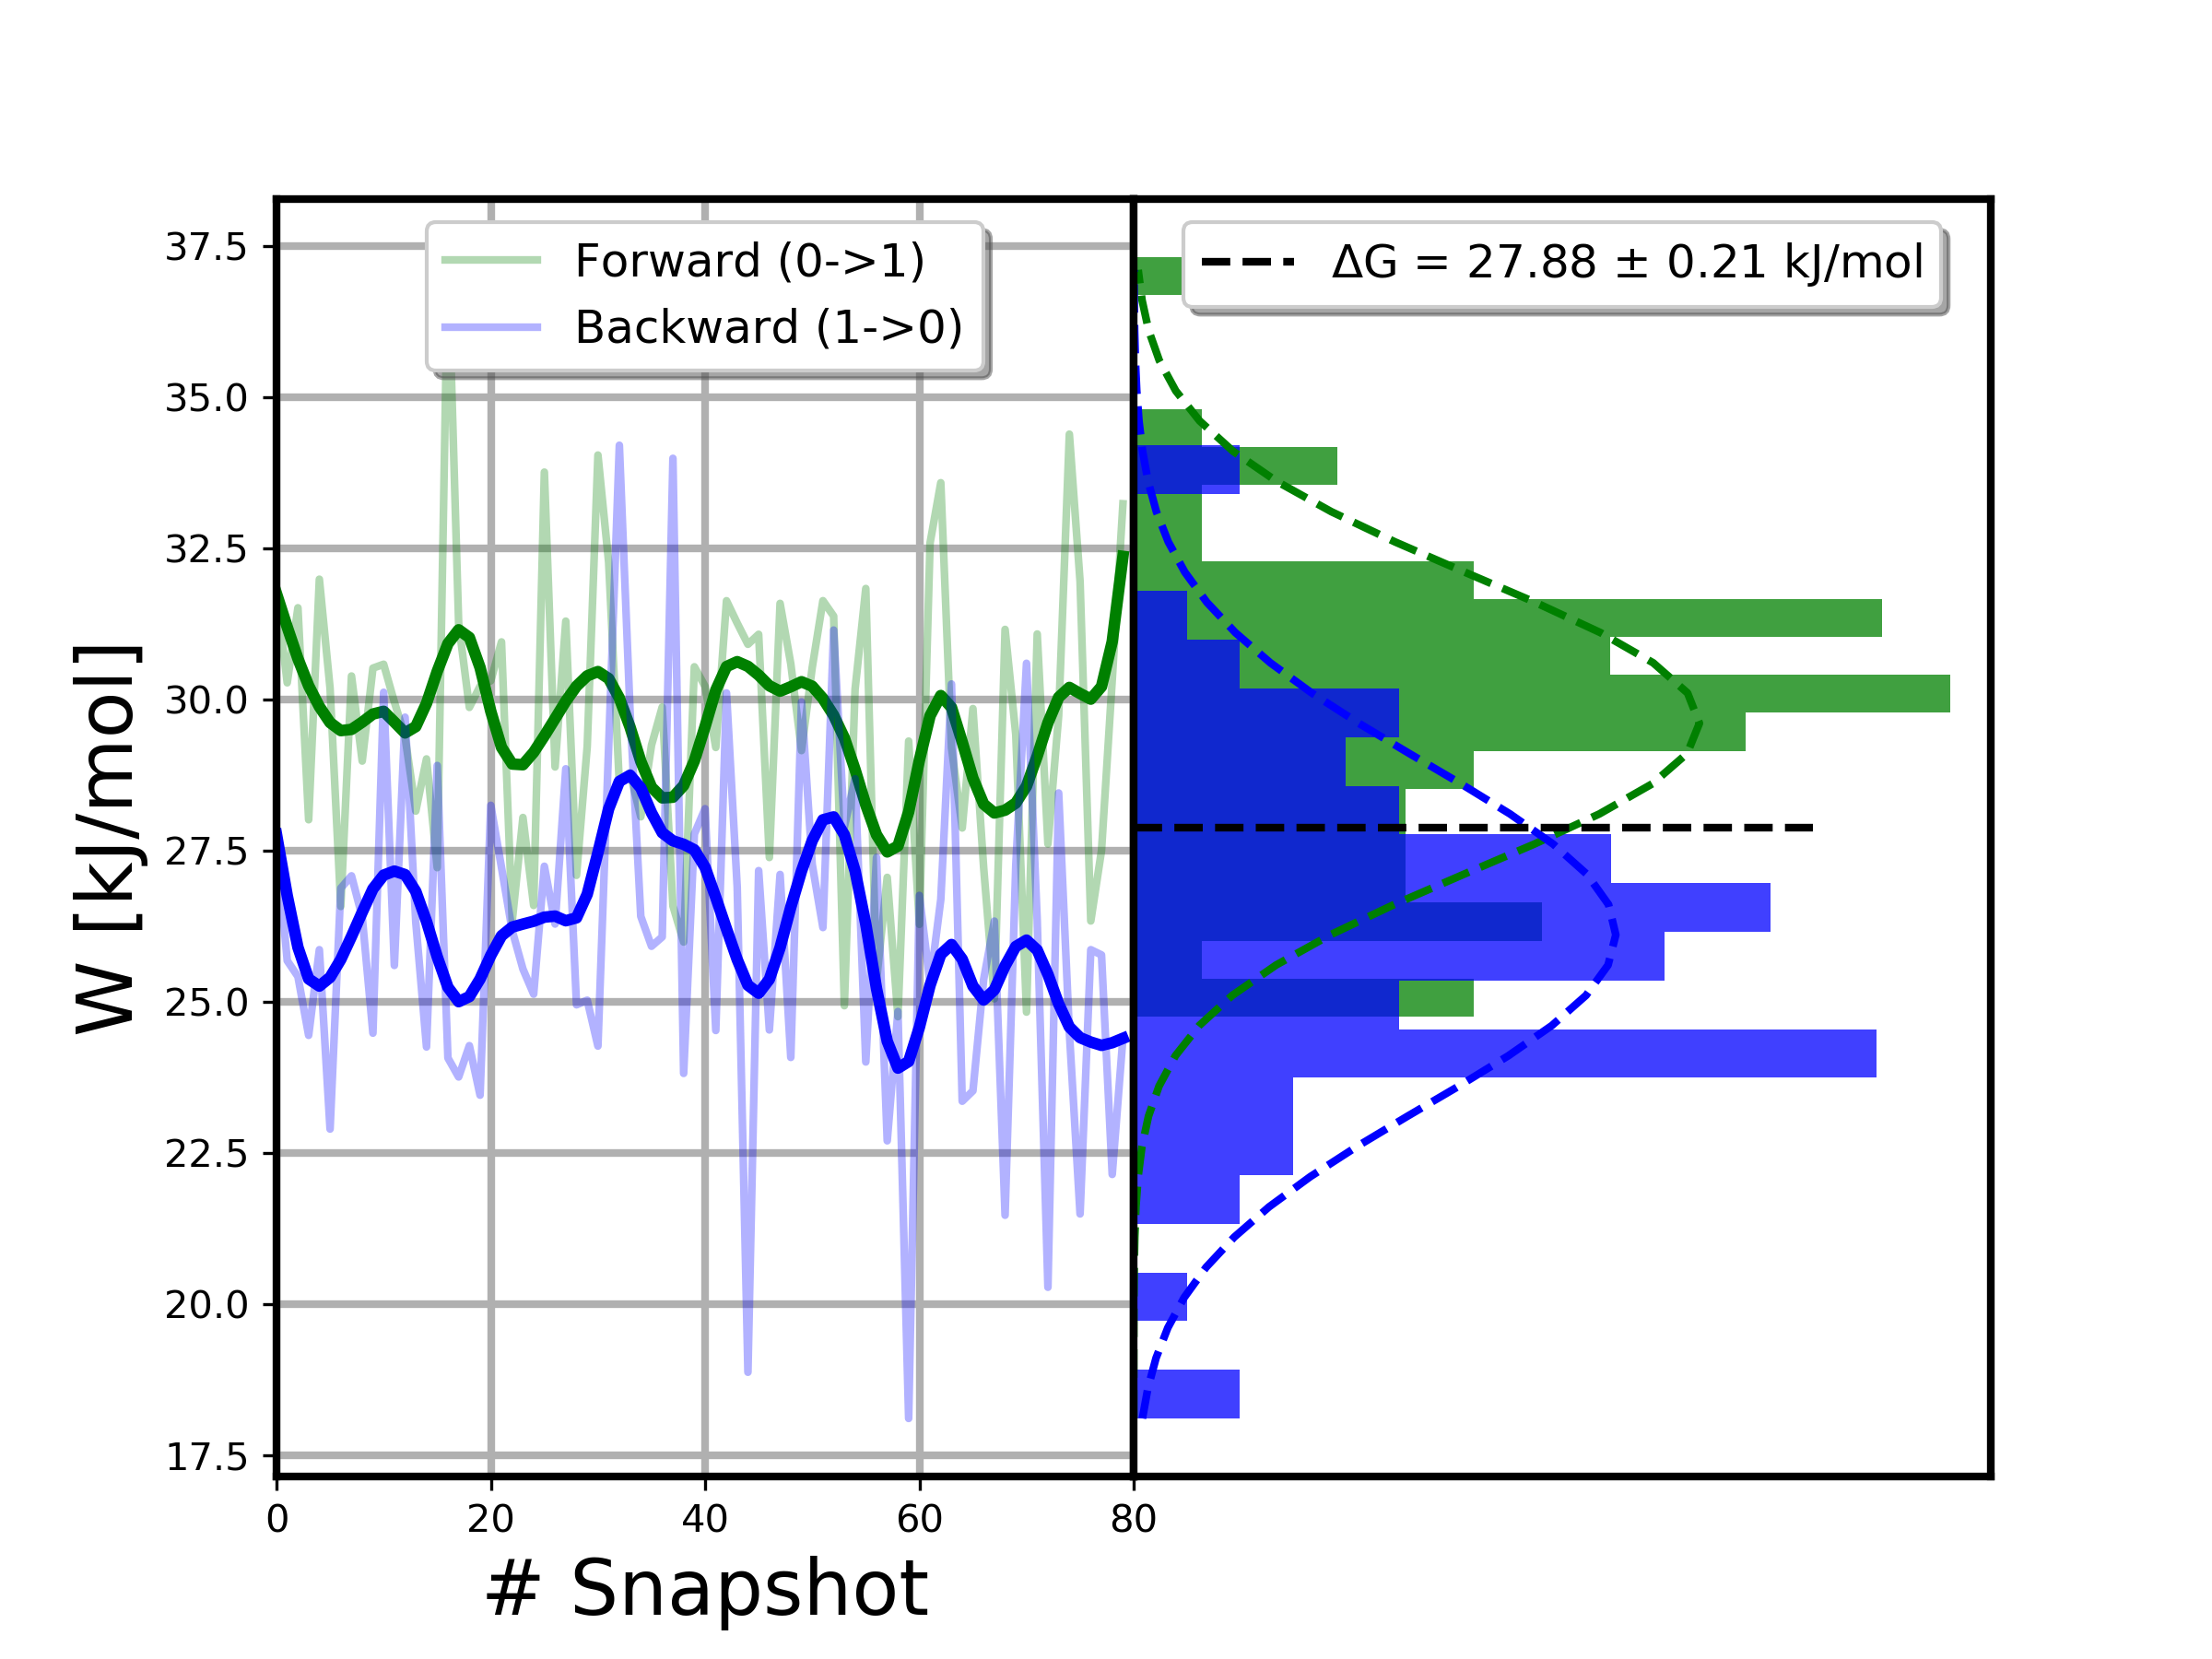 Forward (0->1)
Backward (1->0)
ΔG = 27.88 ± 0.21 kJ/mol
W [kJ/mol]
37.5
35.0
32.5
30.0
27.5
25.0
22.5
20.0
17.5
0 20 40 60 80
# Snapshot